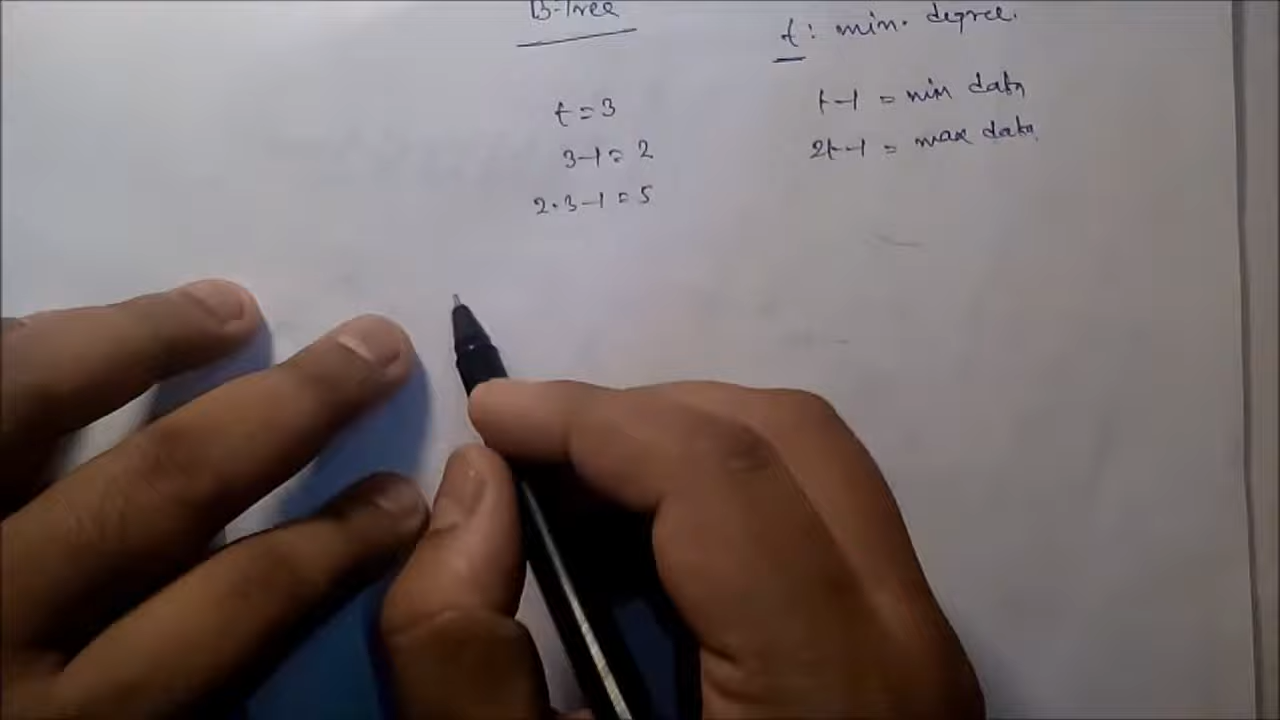 B-Tree
t: min. degree.
t-1 = min data
2t-1 = max data
t = 3
3-1 = 2
2.3-1 = 5